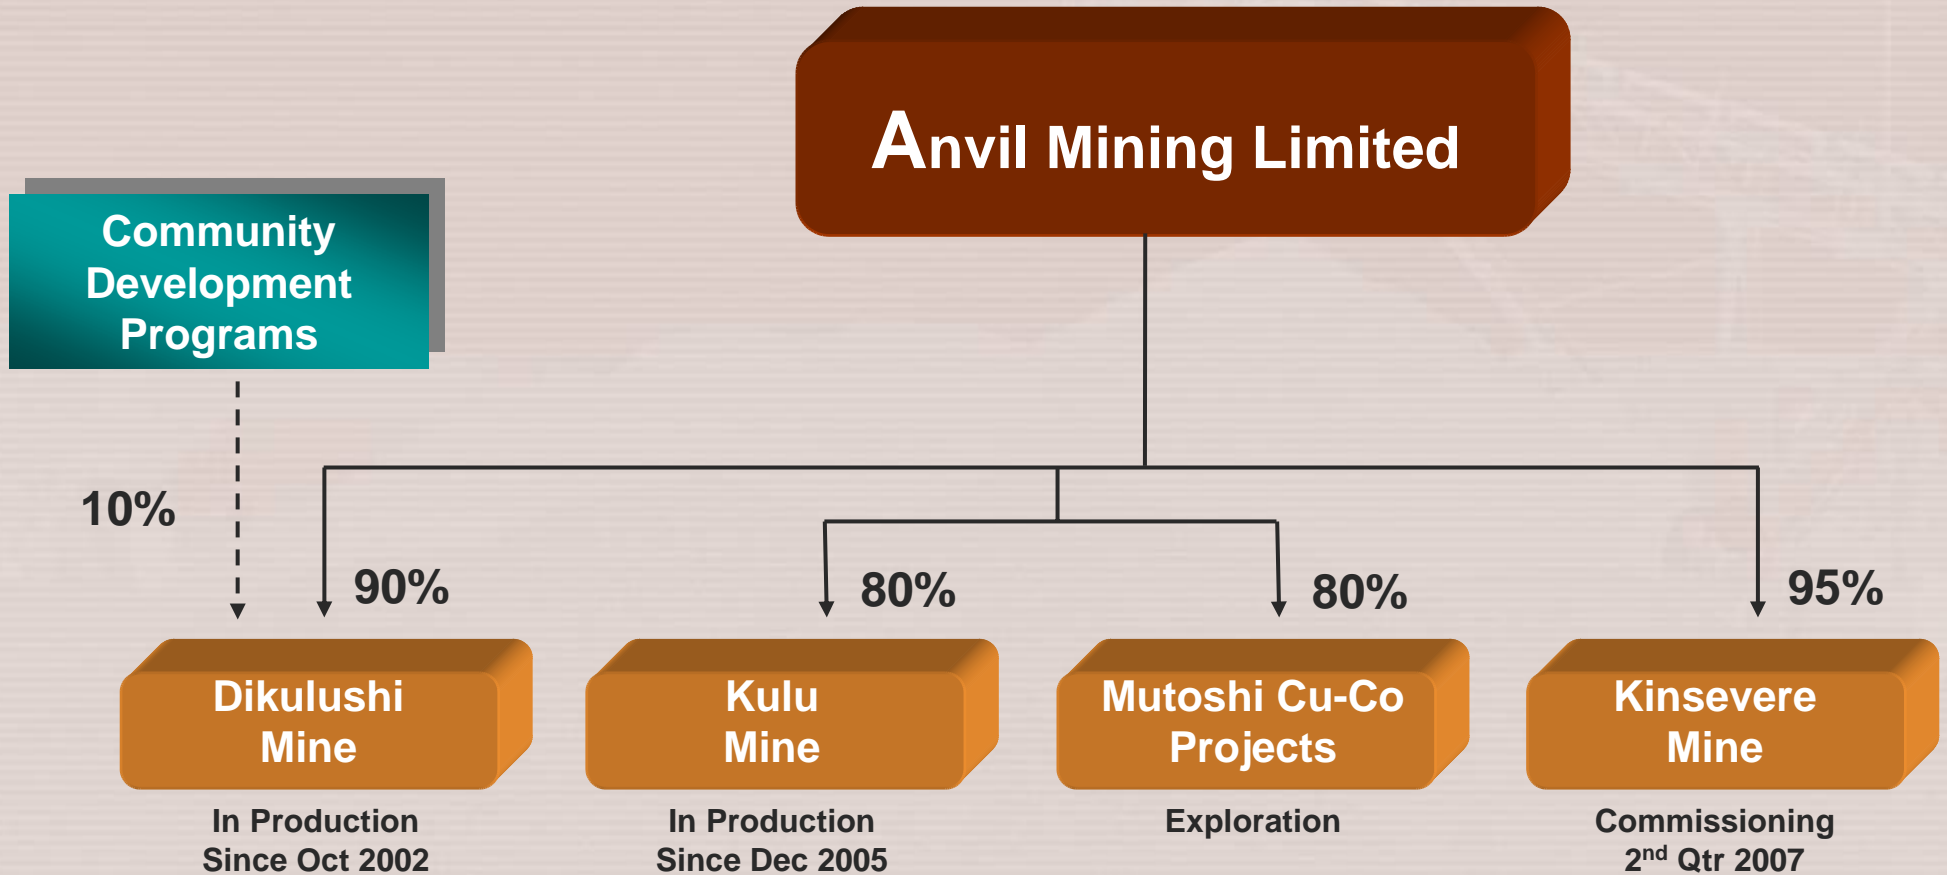 Anvil Mining Limited
Community
Development
Programs
10%
90%
80%
80%
95%
Dikulushi
Mine
Kulu
Mine
Mutoshi Cu-Co
Projects
Kinsevere
Mine
In Production
Since Oct 2002
In Production
Since Dec 2005
Exploration
Commissioning
2nd Qtr 2007